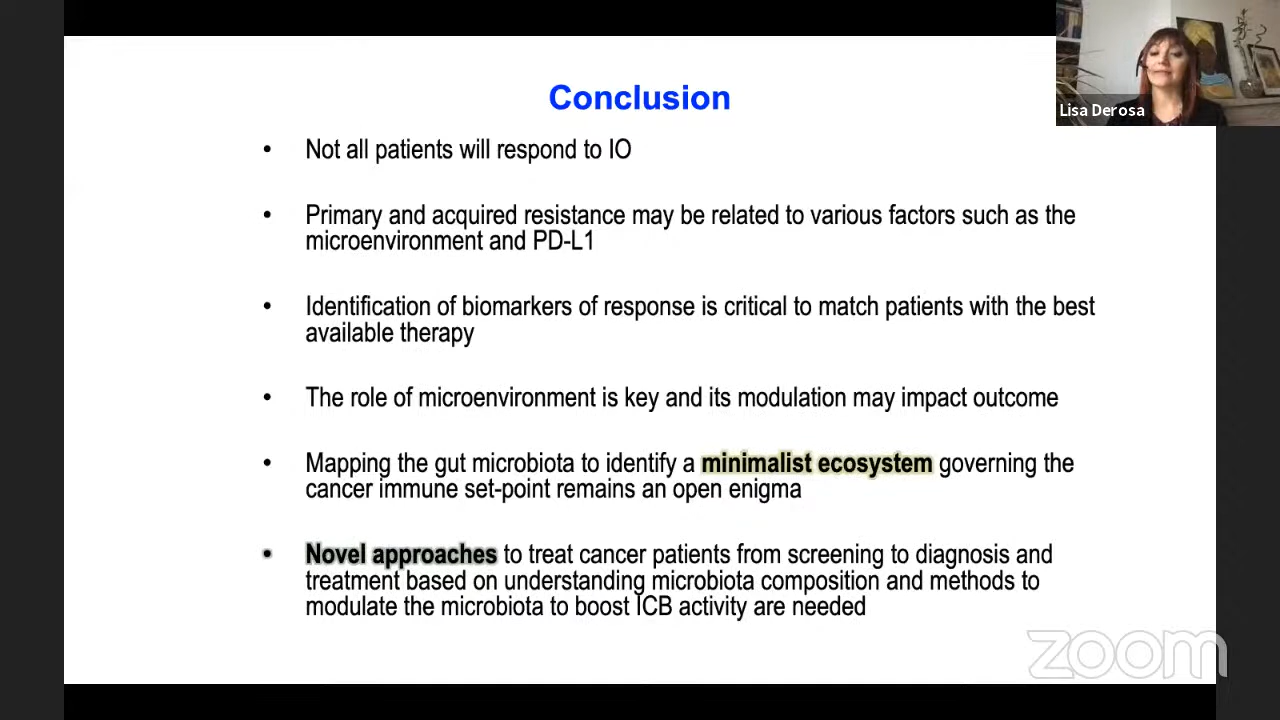 Conclusion
Lisa Derosa
• Not all patients will respond to IO
• Primary and acquired resistance may be related to various factors such as the
microenvironment and PD-L1
• Identification of biomarkers of response is critical to match patients with the best
available therapy
• The role of microenvironment is key and its modulation may impact outcome
• Mapping the gut microbiota to identify a minimalist ecosystem governing the
cancer immune set-point remains an open enigma
• Novel approaches to treat cancer patients from screening to diagnosis and
treatment based on understanding microbiota composition and methods to
modulate the microbiota to boost ICB activity are needed
zoom